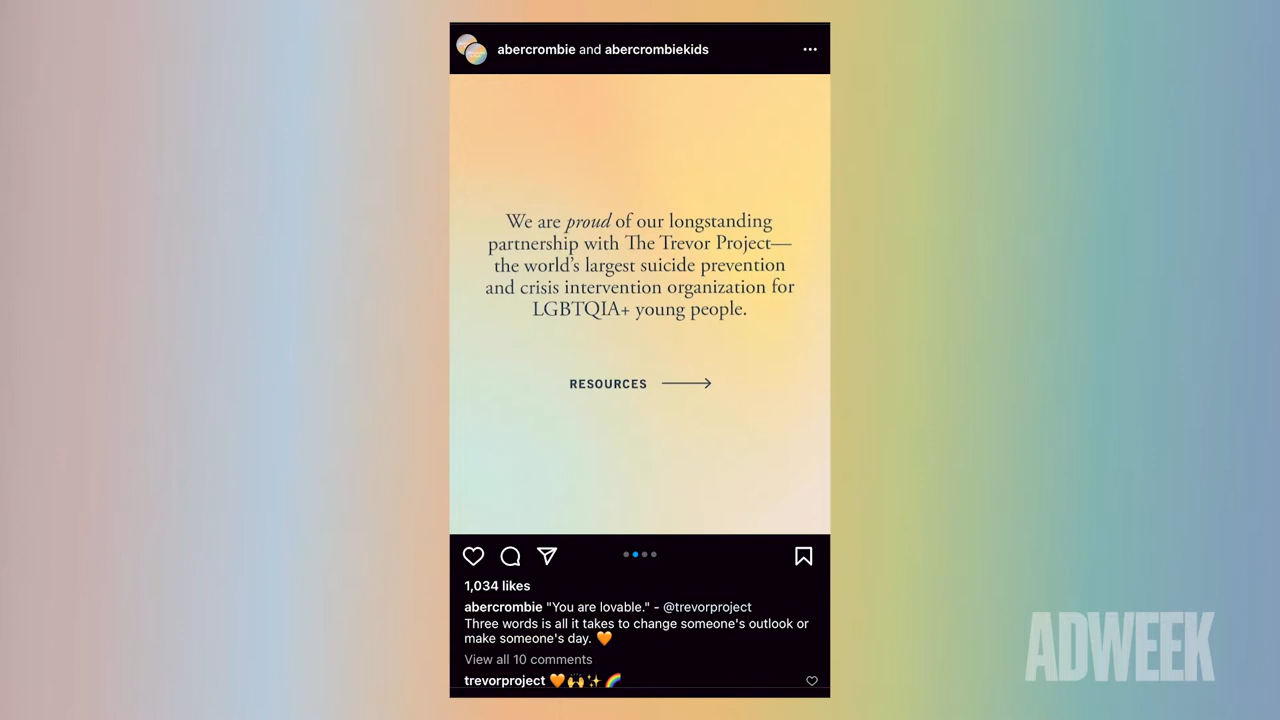 abercrombie and abercrombiekids
We are proud of our longstanding
partnership with The Trevor Project—
the world's largest suicide prevention
and crisis intervention organization for
LGBTQIA+ young people.
RESOURCES
1,034 likes
abercrombie "You are lovable." - @trevorproject
Three words is all it takes to change someone's outlook or
make someone's day. 🧡
View all 10 comments
trevorproject 🧡🙌✨🌈
ADWEEK